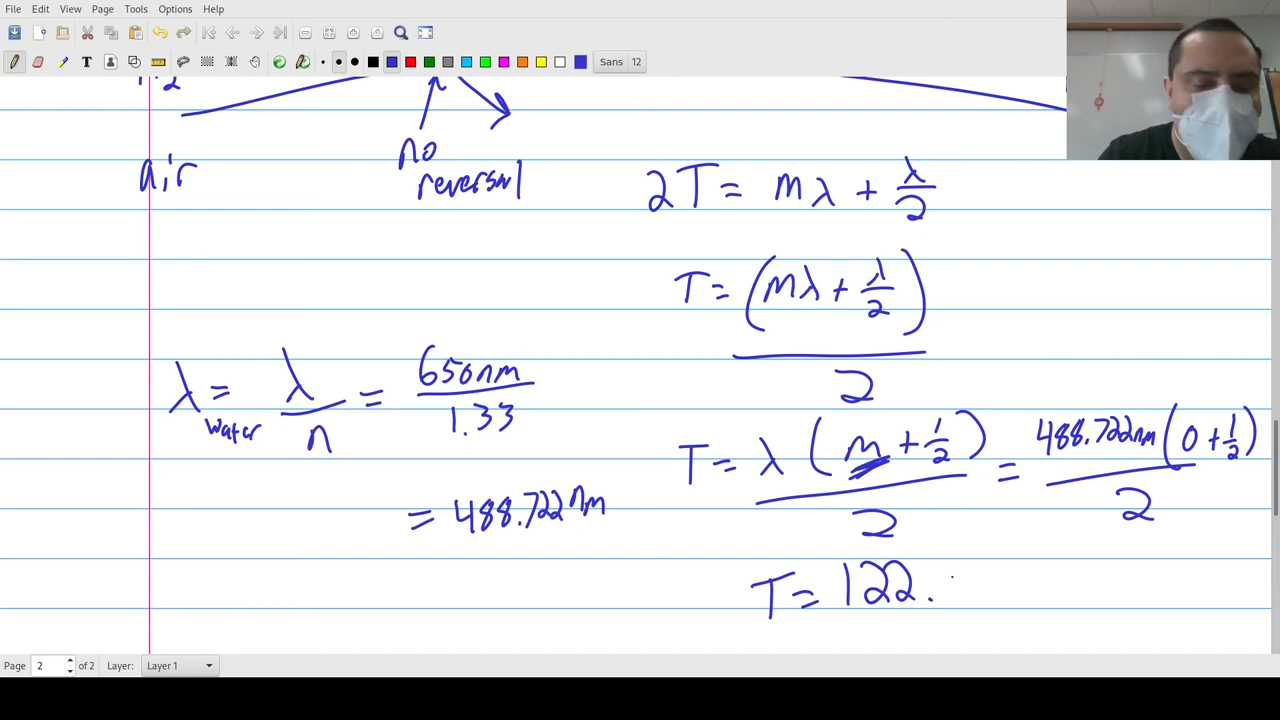 File Edit View Page Tools Options Help
Sans 12
air
no
reversal
2T = mλ + λ/2
T = (mλ + λ/2) / 2
λ water = λ/n = 650nm/1.33
= 488.722nm
T = λ(m + 1/2) / 2 = 488.722nm(0 + 1/2) / 2
T = 122.
Page 2 of 2 Layer: Layer 1